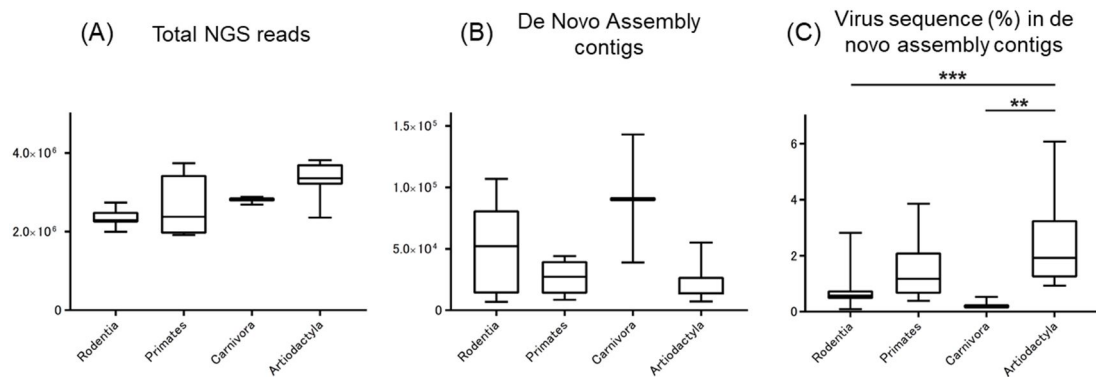 (A)
Total NGS reads
4.0×10⁶
2.0×10⁶
0
Rodentia
Primates
Carnivora
Artiodactyla
(B)
De Novo Assembly
contigs
1.5×10⁵
1.0×10⁵
5.0×10⁴
0
Rodentia
Primates
Carnivora
Artiodactyla
(C)
Virus sequence (%) in de
novo assembly contigs
***
**
6
4
2
0
Rodentia
Primates
Carnivora
Artiodactyla